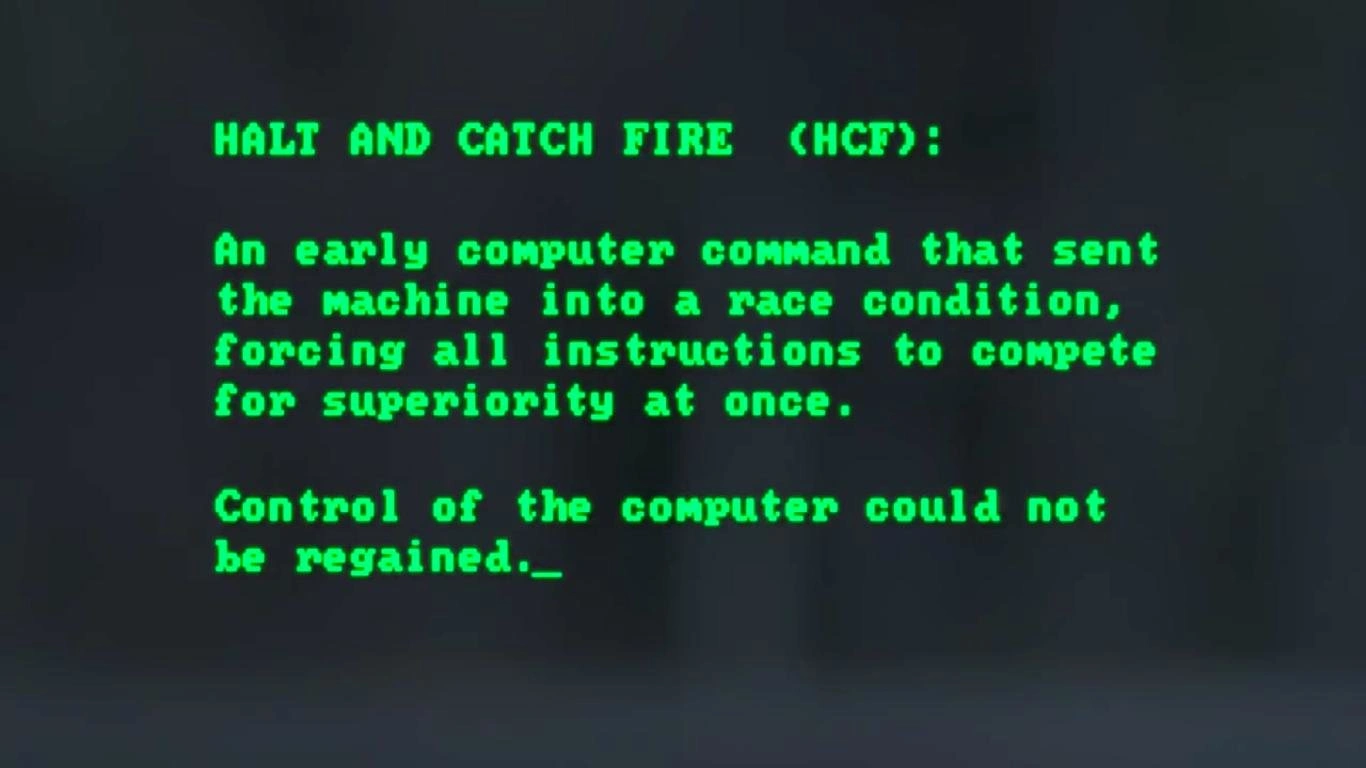 HALT AND CATCH FIRE  (HCF):
An early computer command that sent
the machine into a race condition,
forcing all instructions to compete
for superiority at once.
Control of the computer could not
be regained._